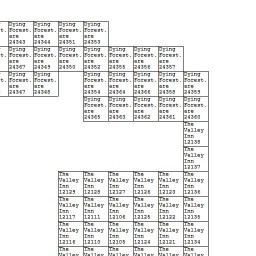 Dying Dying Dying Dying
Forest. Forest. Forest. Forest.
are are are are
24343 24344 24351 24353
Dying Dying Dying Dying Dying Dying Dying
Forest. Forest. Forest. Forest. Forest. Forest. Forest.
are are are are are are are
24367 24349 24350 24352 24355 24356 24357
Dying Dying Dying Dying Dying Dying Dying
Forest. Forest. Forest. Forest. Forest. Forest. Forest.
are are are are are are are
24347 24348 24354 24364 24366 24358 24359
Dying Dying Dying Dying Dying
Forest. Forest. Forest. Forest. Forest.
are are are are are
24365 24363 24362 24361 24360
The
Valley
Inn
12138
The
Valley
Inn
12137
The The The The The The
Valley Valley Valley Valley Valley Valley
Inn Inn Inn Inn Inn Inn
12129 12128 12127 12126 12123 12136
The The The The The The
Valley Valley Valley Valley Valley Valley
Inn Inn Inn Inn Inn Inn
12117 12111 12106 12125 12122 12135
The The The The The The
Valley Valley Valley Valley Valley Valley
Inn Inn Inn Inn Inn Inn
12116 12110 12105 12124 12121 12134
The The The The The The
Valley Valley Valley Valley Valley Valley